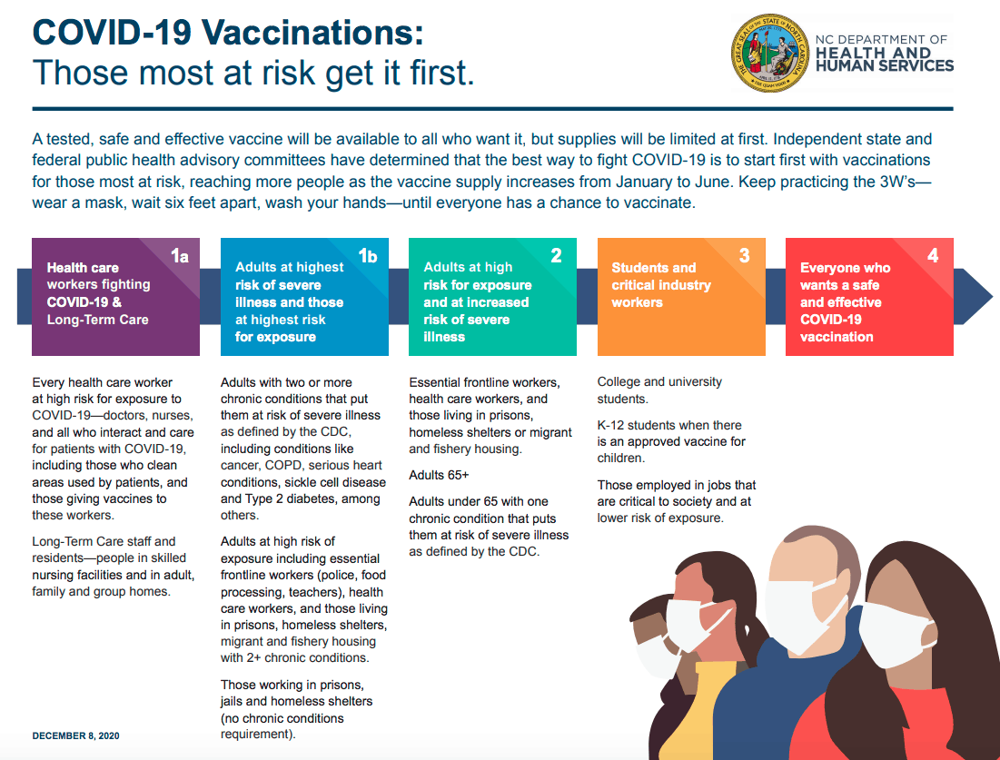 COVID-19 Vaccinations:
Those most at risk get it first.
THE GREAT SEAL OF THE STATE OF NORTH CAROLINA
MAY 20, 1775
APRIL 12, 1776
ESSE QUAM VIDERI
NC DEPARTMENT OF
HEALTH AND
HUMAN SERVICES
A tested, safe and effective vaccine will be available to all who want it, but supplies will be limited at first. Independent state and
federal public health advisory committees have determined that the best way to fight COVID-19 is to start first with vaccinations
for those most at risk, reaching more people as the vaccine supply increases from January to June. Keep practicing the 3W's—
wear a mask, wait six feet apart, wash your hands—until everyone has a chance to vaccinate.
1a
Health care
workers fighting
COVID-19 &
Long-Term Care
Every health care worker
at high risk for exposure to
COVID-19—doctors, nurses,
and all who interact and care
for patients with COVID-19,
including those who clean
areas used by patients, and
those giving vaccines to
these workers.
Long-Term Care staff and
residents—people in skilled
nursing facilities and in adult,
family and group homes.
1b
Adults at highest
risk of severe
illness and those
at highest risk
for exposure
Adults with two or more
chronic conditions that put
them at risk of severe illness
as defined by the CDC,
including conditions like
cancer, COPD, serious heart
conditions, sickle cell disease
and Type 2 diabetes, among
others.
Adults at high risk of
exposure including essential
frontline workers (police, food
processing, teachers), health
care workers, and those living
in prisons, homeless shelters,
migrant and fishery housing
with 2+ chronic conditions.
Those working in prisons,
jails and homeless shelters
(no chronic conditions
requirement).
2
Adults at high
risk for exposure
and at increased
risk of severe
illness
Essential frontline workers,
health care workers, and
those living in prisons,
homeless shelters or migrant
and fishery housing.
Adults 65+
Adults under 65 with one
chronic condition that puts
them at risk of severe illness
as defined by the CDC.
3
Students and
critical industry
workers
College and university
students.
K-12 students when there
is an approved vaccine for
children.
Those employed in jobs that
are critical to society and at
lower risk of exposure.
4
Everyone who
wants a safe
and effective
COVID-19
vaccination
DECEMBER 8, 2020